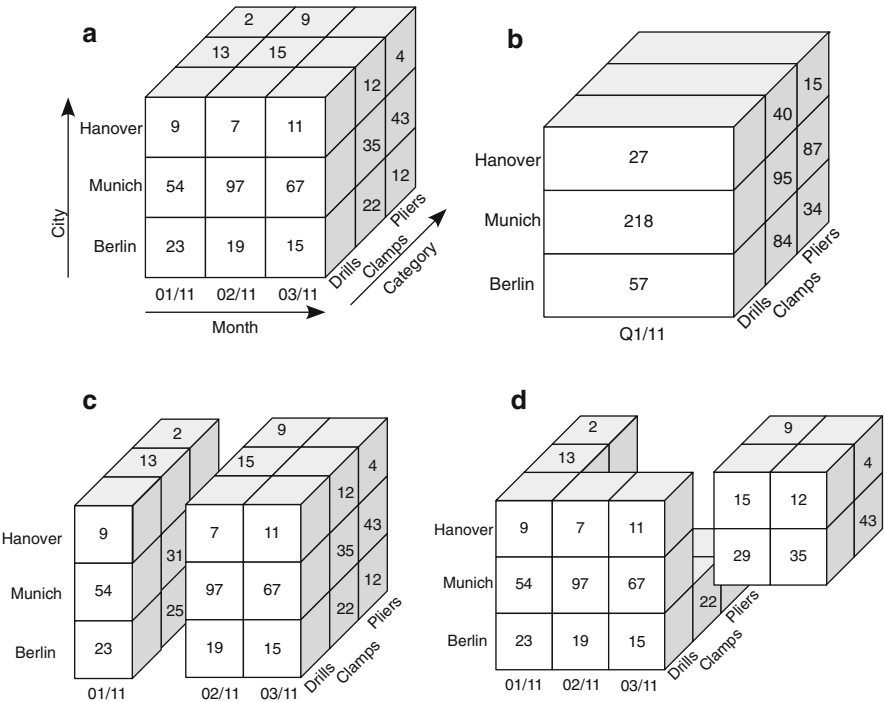 a
2 9
13 15
4
12
Hanover 9 7 11
43
35
Munich 54 97 67
12
22
Berlin 23 19 15
Pliers
Clamps
Drills
01/11 02/11 03/11
City
Month
Category
b
15
40
Hanover 27
87
95
Munich 218
34
84
Berlin 57
Pliers
Clamps
Drills
Q1/11
c
2 9
13 15
4
12
Hanover 9 7 11
43
31 35
Munich 54 97 67
12
25 22
Berlin 23 19 15
Pliers
Clamps
Drills
01/11 02/11 03/11
d
2 9
13
4
15 12
Hanover 9 7 11
43
29 35
Munich 54 97 67
22
Berlin 23 19 15
Pliers
Clamps
Drills
01/11 02/11 03/11